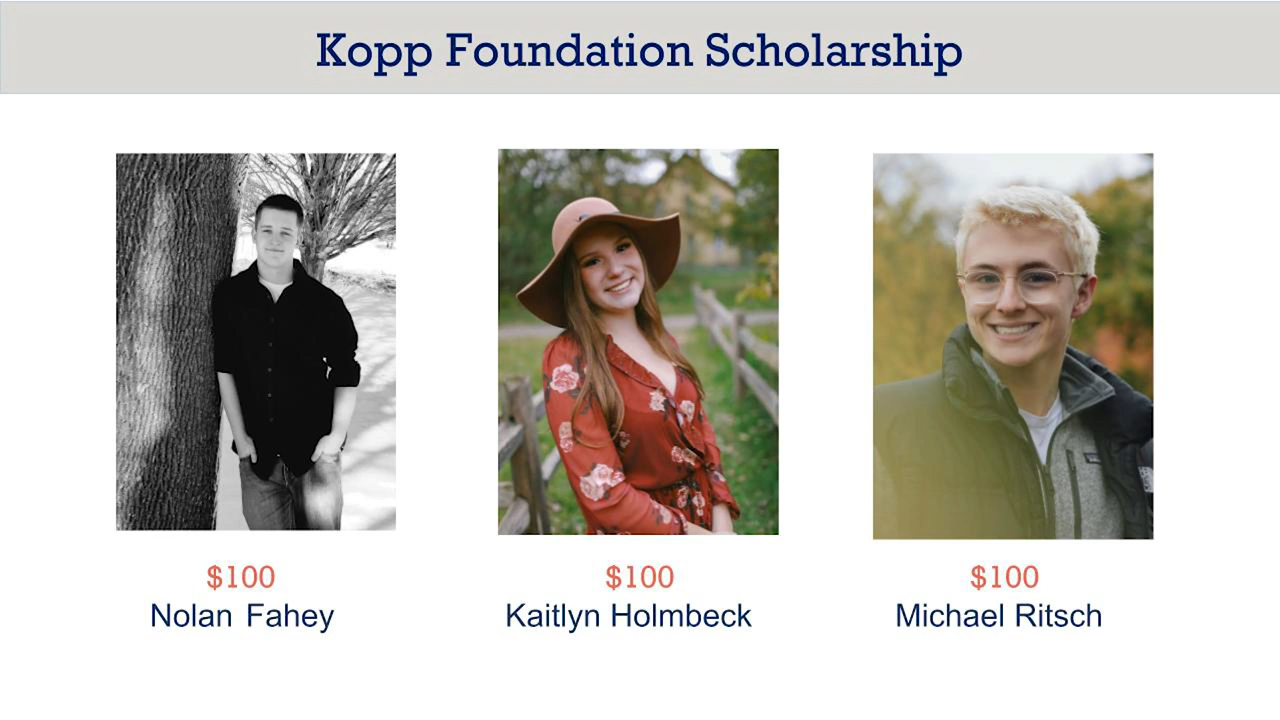 Kopp Foundation Scholarship
$100
Nolan Fahey
$100
Kaitlyn Holmbeck
$100
Michael Ritsch